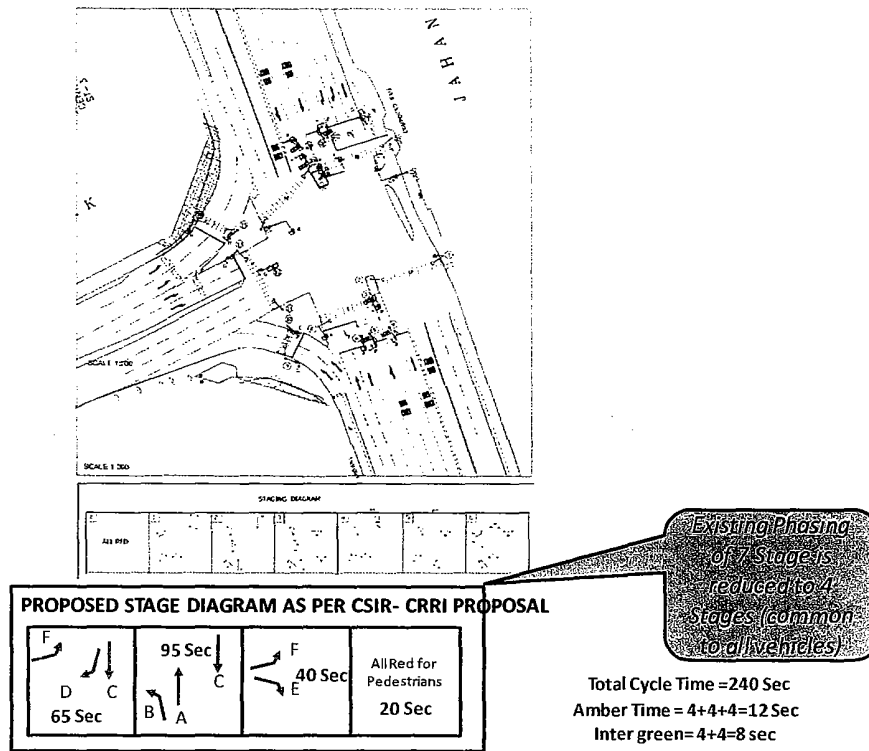 JAHAN
K
SCALE 1:200
SCALE 1:200
STAGING DIAGRAM
ALL RED
Existing Phasing
of 7 Stage is
reduced to 4
Stages (common
to all vehicles)
PROPOSED STAGE DIAGRAM AS PER CSIR- CRRI PROPOSAL
F
D
C
65 Sec
95 Sec
C
B
A
F
40 Sec
E
All Red for
Pedestrians
20 Sec
Total Cycle Time =240 Sec
Amber Time = 4+4+4=12 Sec
Inter green= 4+4=8 sec